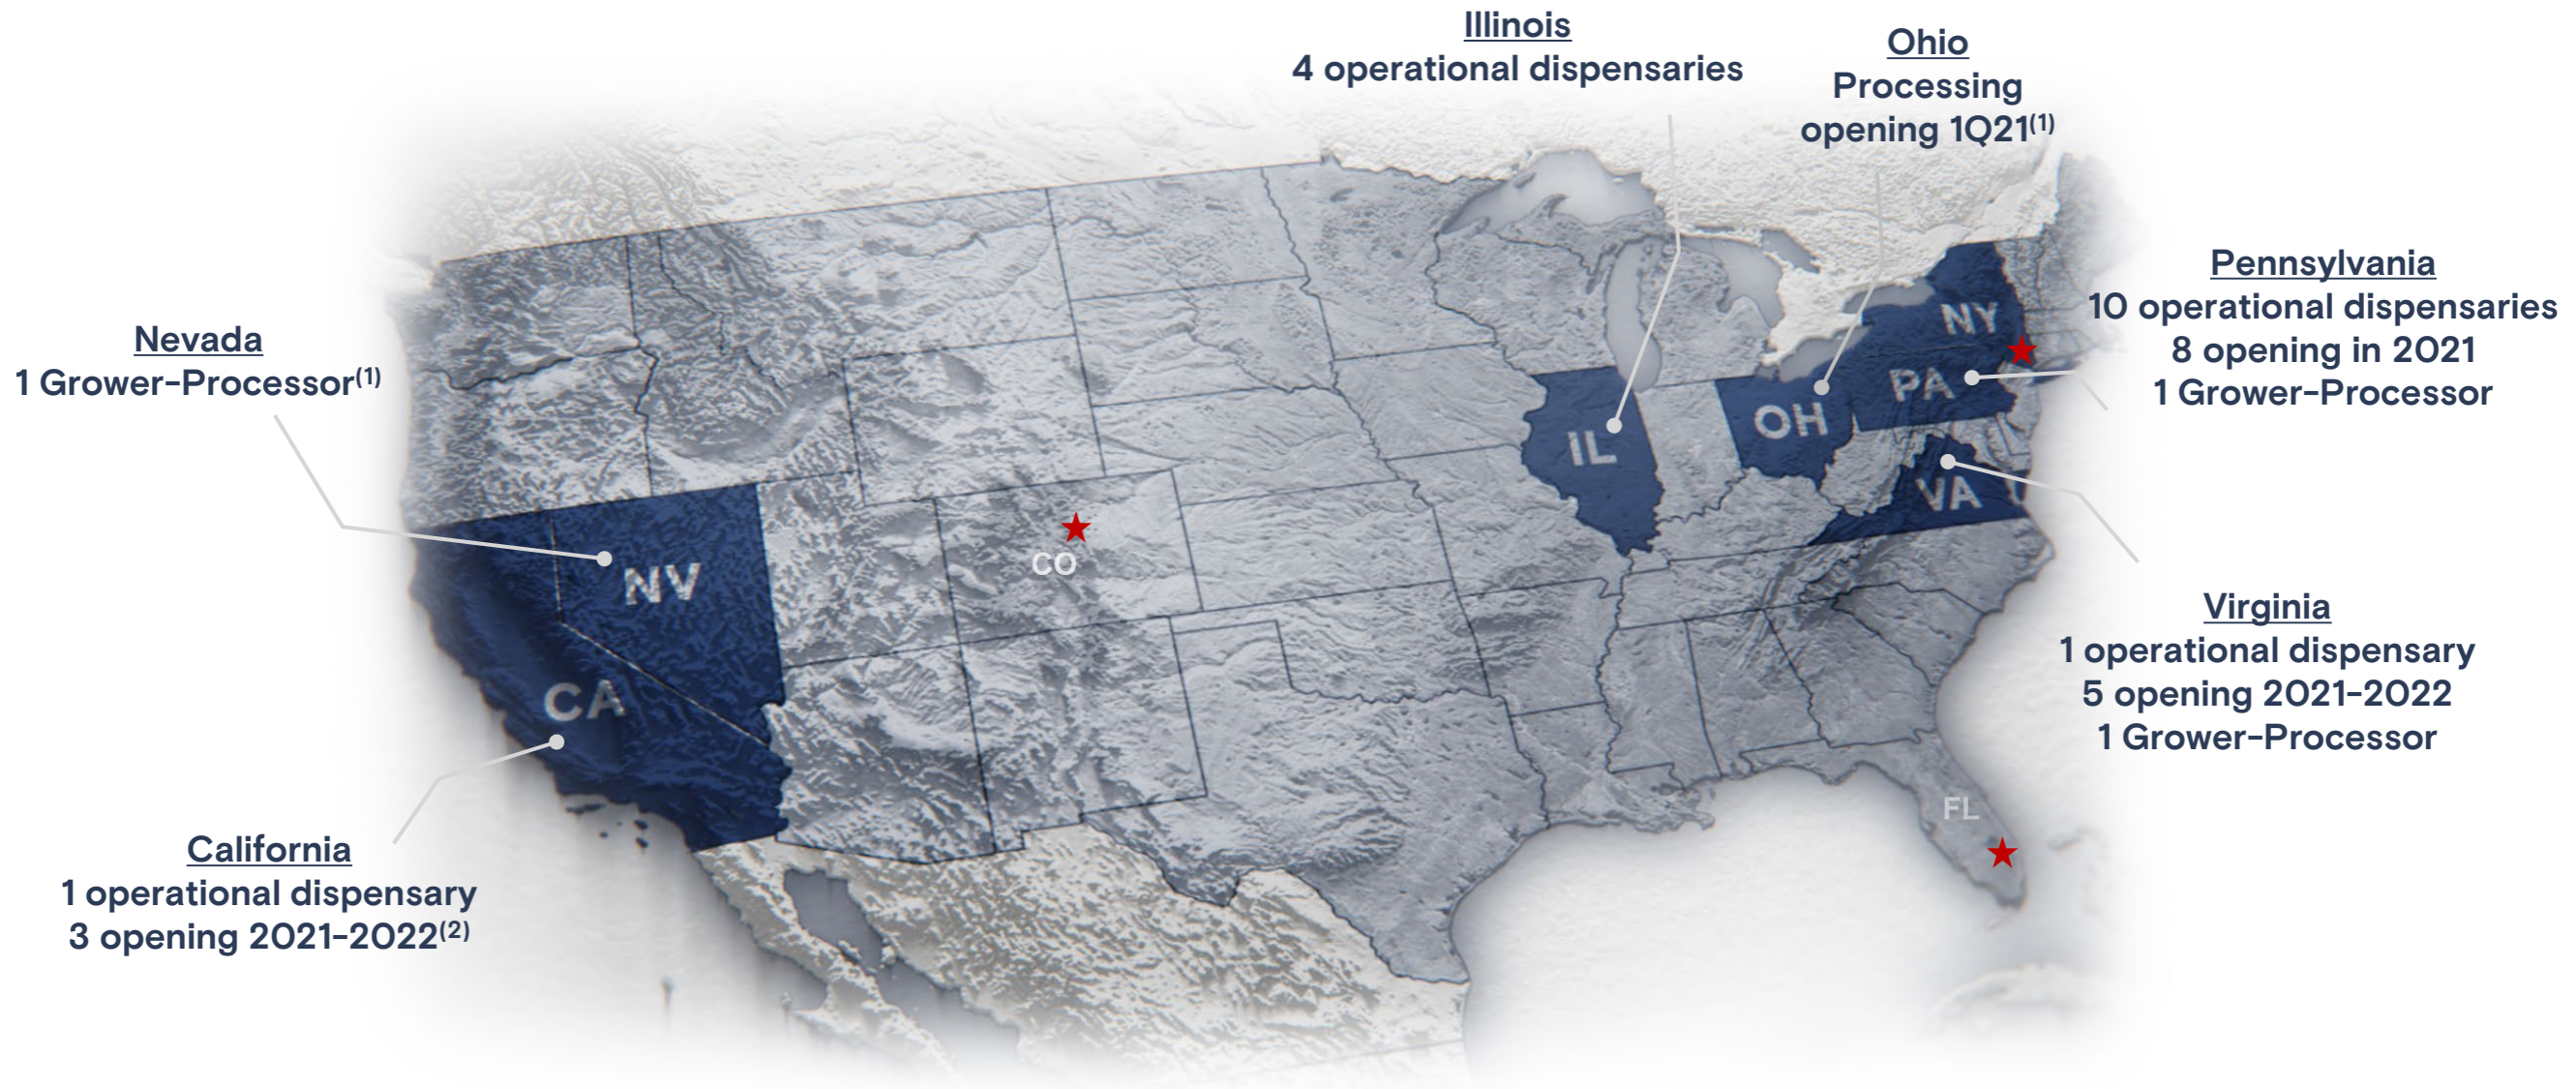 Illinois
4 operational dispensaries
Ohio
Processing
opening 1Q21(1)
Pennsylvania
10 operational dispensaries
8 opening in 2021
1 Grower-Processor
Nevada
1 Grower-Processor(1)
NY
PA
OH
IL
VA
CO
NV
CA
Virginia
1 operational dispensary
5 opening 2021-2022
1 Grower-Processor
FL
California
1 operational dispensary
3 opening 2021-2022(2)